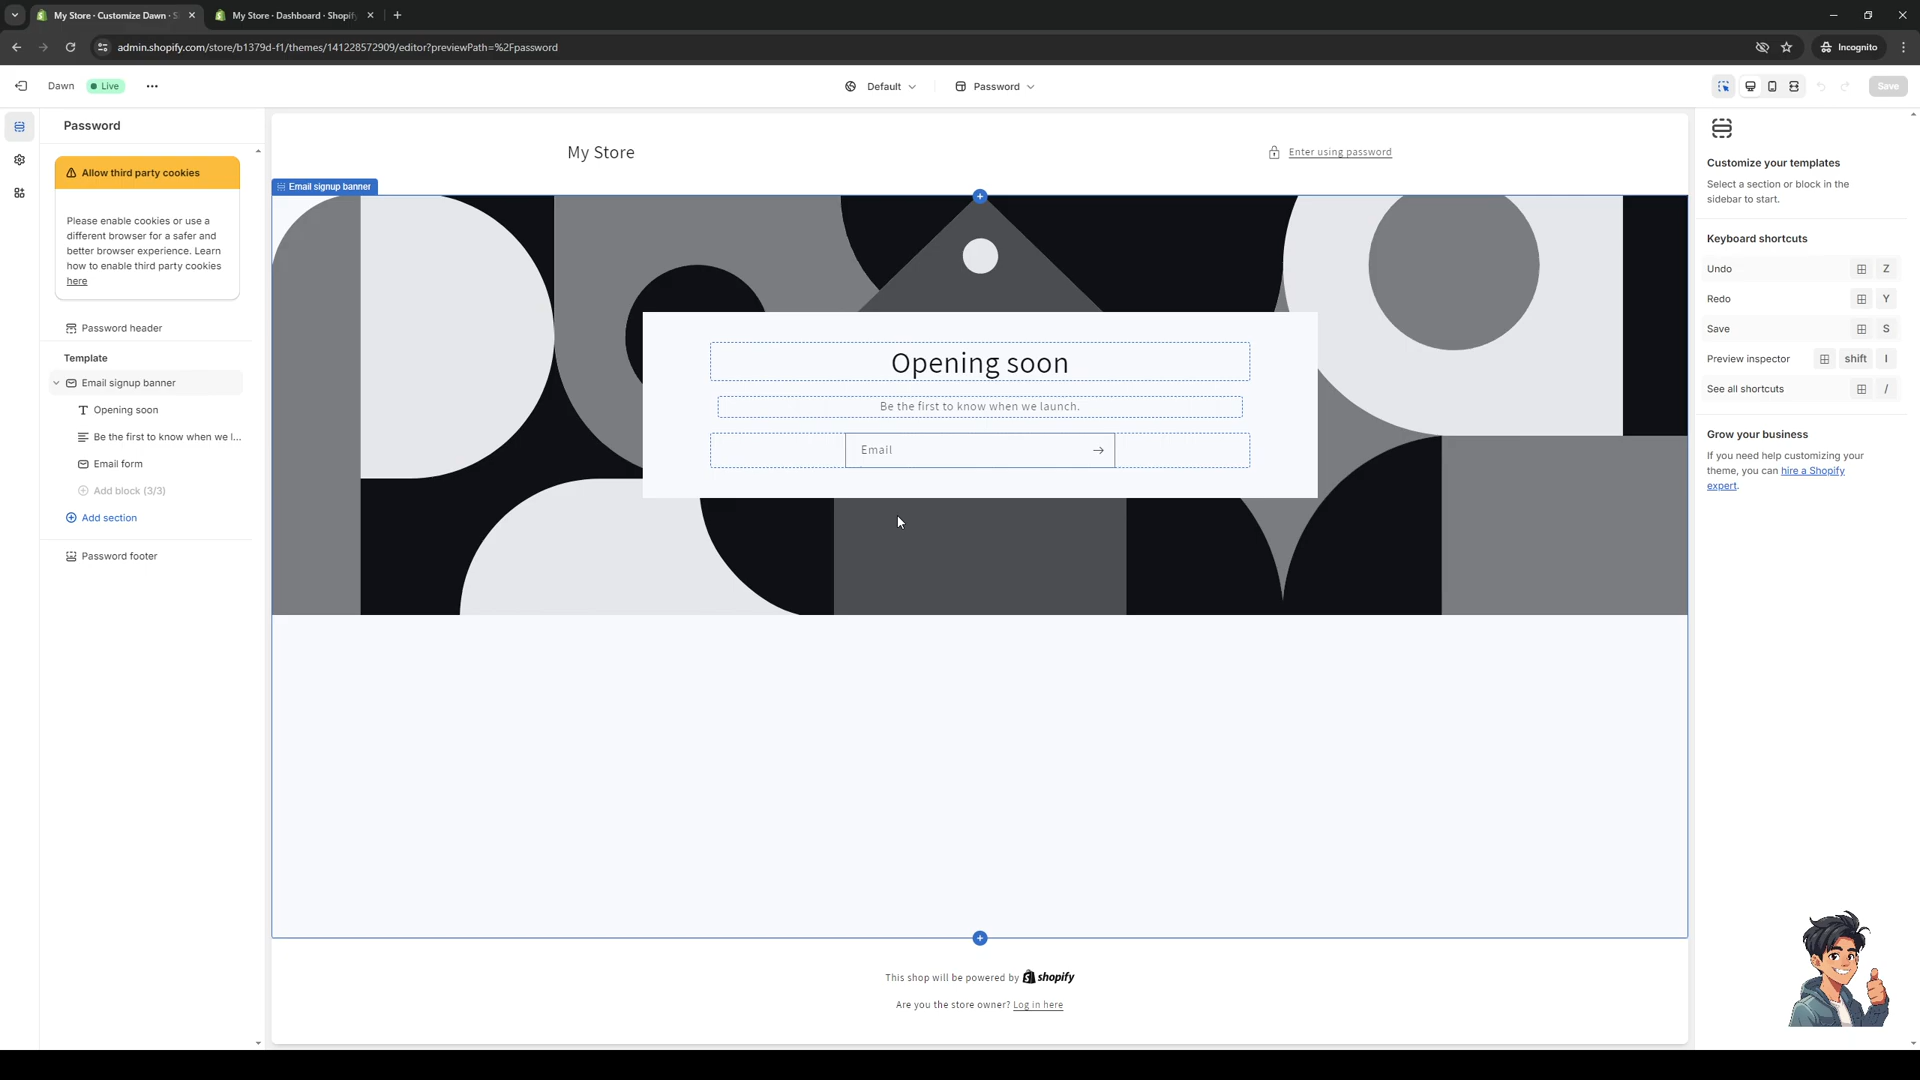 My Store · Customize Dawn · S
My Store · Dashboard · Shopify
admin.shopify.com/store/b1379d-f1/themes/141228572909/editor?previewPath=%2Fpassword
Incognito
Dawn
Live
Default
Password
Save
Password
Allow third party cookies
Please enable cookies or use a
different browser for a safer and
better browser experience. Learn
how to enable third party cookies
here
Password header
Template
Email signup banner
Opening soon
Be the first to know when we l...
Email form
Add block (3/3)
Add section
Password footer
My Store
Enter using password
Email signup banner
Opening soon
Be the first to know when we launch.
Email
This shop will be powered by shopify
Are you the store owner? Log in here
Customize your templates
Select a section or block in the
sidebar to start.
Keyboard shortcuts
Undo Z
Redo Y
Save S
Preview inspector shift I
See all shortcuts /
Grow your business
If you need help customizing your
theme, you can hire a Shopify
expert.